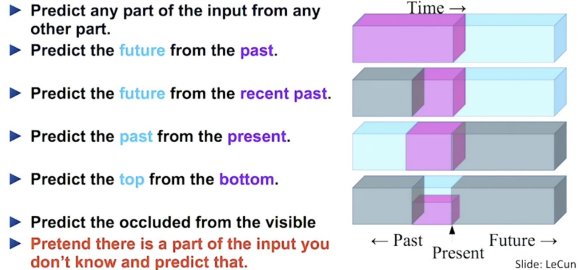 Predict any part of the input from any
other part.
Predict the future from the past.
Predict the future from the recent past.
Predict the past from the present.
Predict the top from the bottom.
Predict the occluded from the visible
Pretend there is a part of the input you
don't know and predict that.
Time →
← Past
Present
Future →
Slide: LeCun